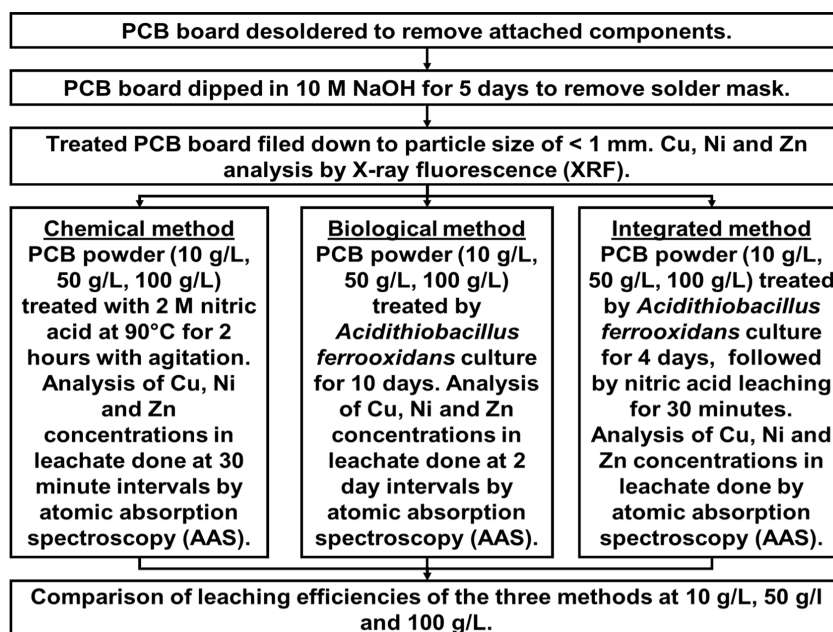 PCB board desoldered to remove attached components.
PCB board dipped in 10 M NaOH for 5 days to remove solder mask.
Treated PCB board filed down to particle size of < 1 mm. Cu, Ni and Zn
analysis by X-ray fluorescence (XRF).
Chemical method
PCB powder (10 g/L,
50 g/L, 100 g/L)
treated with 2 M nitric
acid at 90°C for 2
hours with agitation.
Analysis of Cu, Ni
and Zn
concentrations in
leachate done at 30
minute intervals by
atomic absorption
spectroscopy (AAS).
Biological method
PCB powder (10 g/L,
50 g/L, 100 g/L)
treated by
Acidithiobacillus
ferrooxidans culture
for 10 days. Analysis
of Cu, Ni and Zn
concentrations in
leachate done at 2
day intervals by
atomic absorption
spectroscopy (AAS).
Integrated method
PCB powder (10 g/L,
50 g/L, 100 g/L) treated
by Acidithiobacillus
ferrooxidans culture
for 4 days, followed
by nitric acid leaching
for 30 minutes.
Analysis of Cu, Ni and
Zn concentrations in
leachate done by
atomic absorption
spectroscopy (AAS).
Comparison of leaching efficiencies of the three methods at 10 g/L, 50 g/l
and 100 g/L.